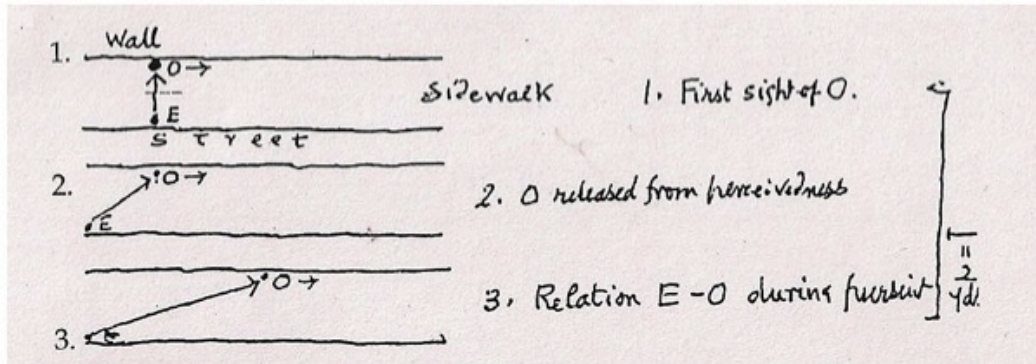 Wall
1. O →
E
Street
Sidewalk
1. First sight of O.
2. O →
E
2. O released from perceivedness
O →
3. E
3. Relation E-O during pursuit
= 2 yds.